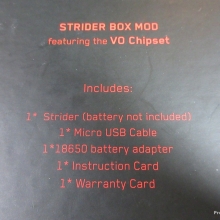 STRIDER BOX MOD
featuring the VO Chipset
Includes:
1* Strider (battery not included)
1* Micro USB Cable
1*18650 battery adapter
1* Instruction Card
1* Warranty Card